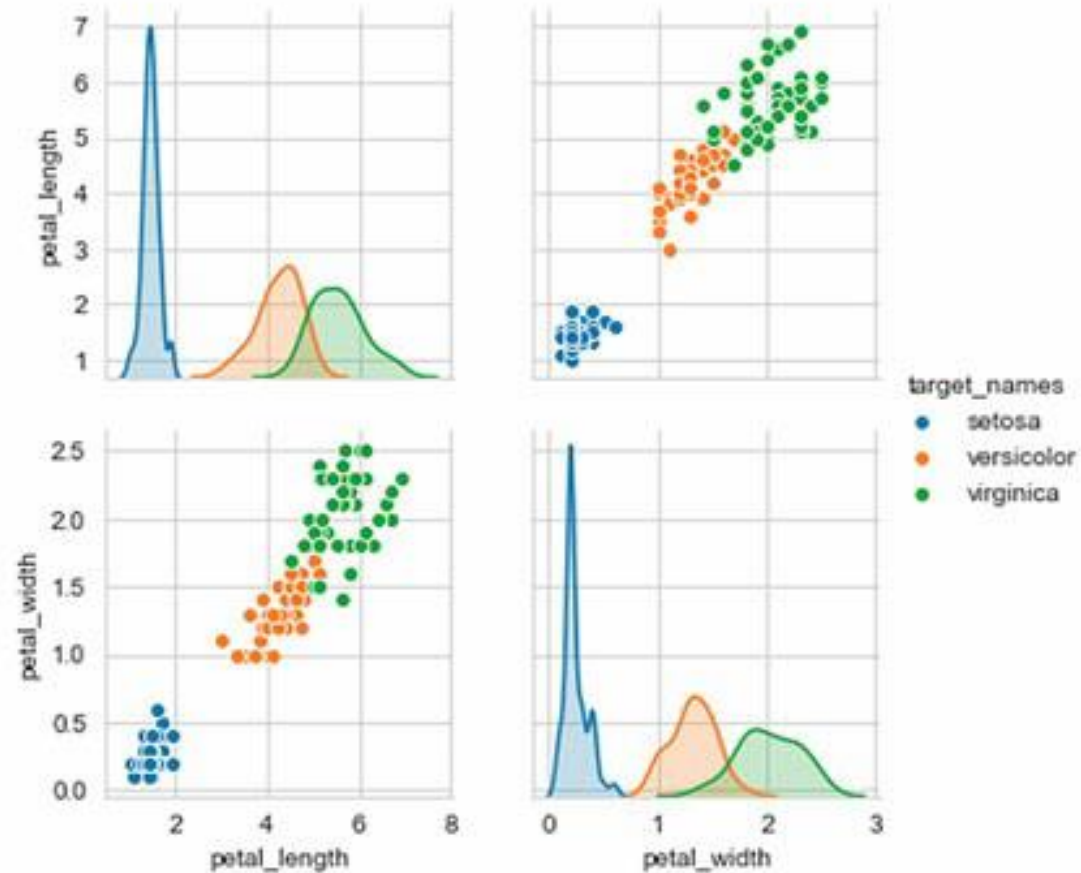 petal_length
7
6
5
4
3
2
1
target_names
setosa
versicolor
virginica
petal_width
2.5
2.0
1.5
1.0
0.5
0.0
2 4 6 8
petal_length
0 1 2 3
petal_width